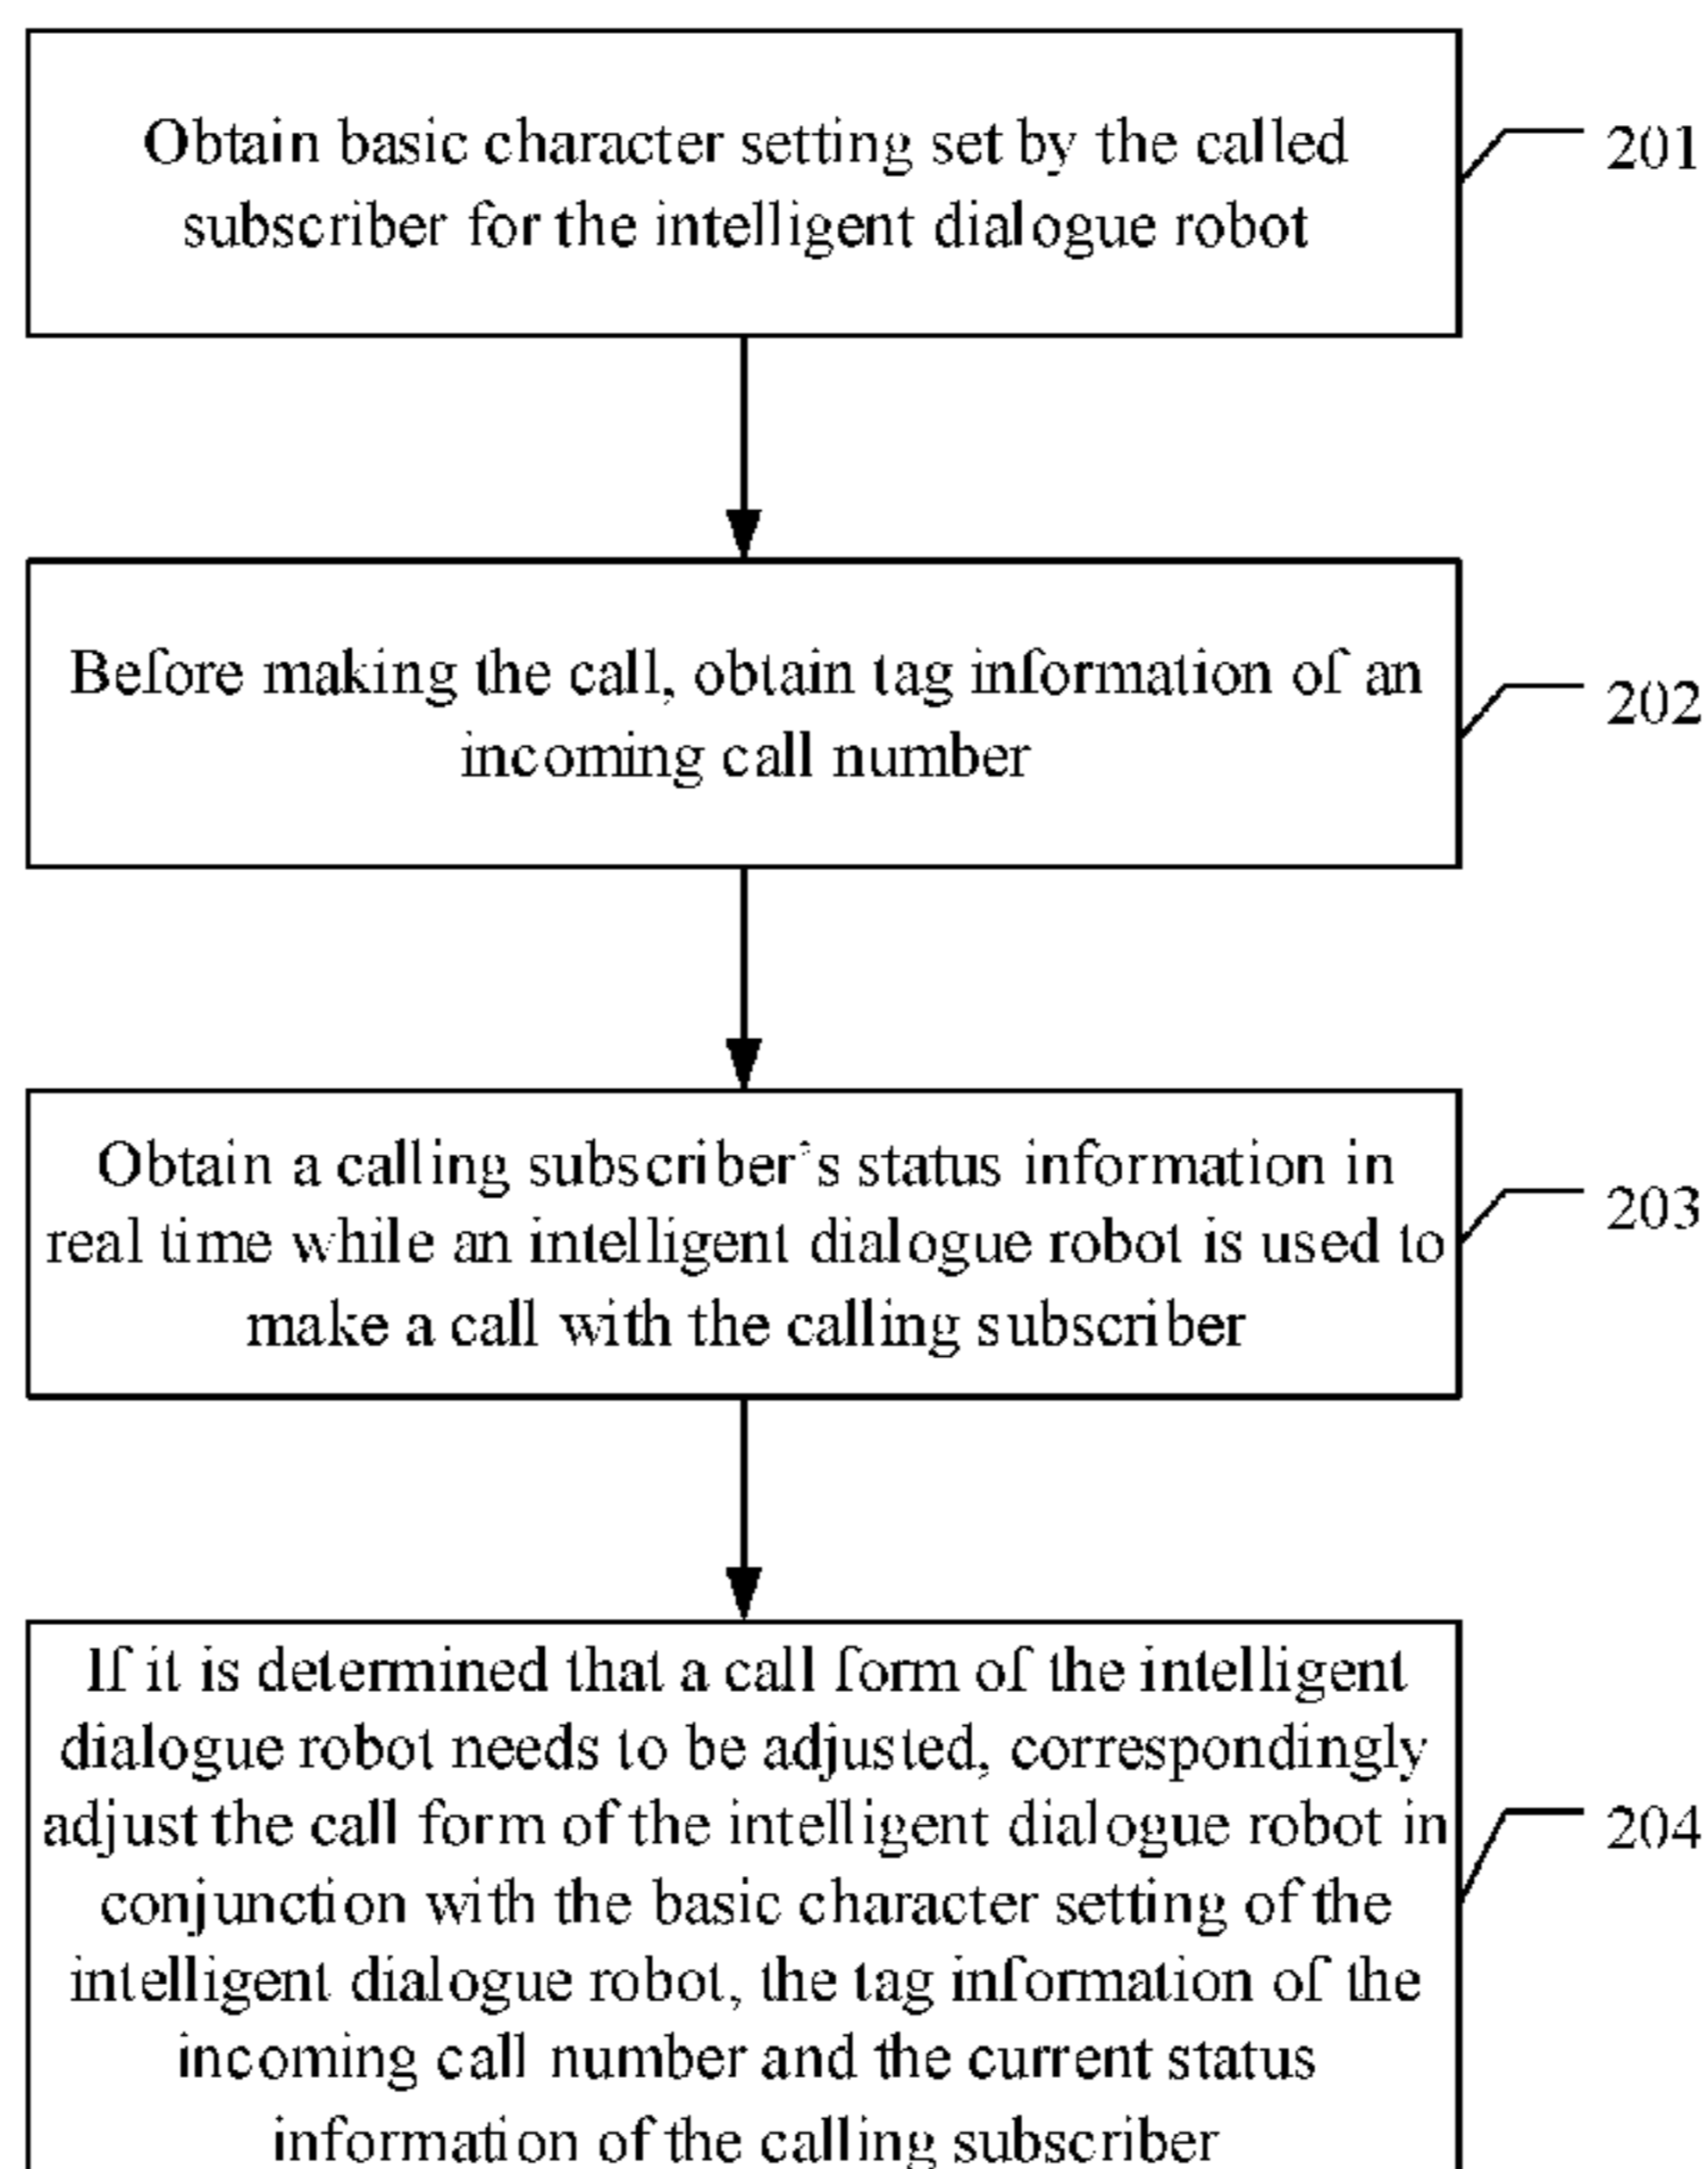 Obtain basic character setting set by the called
subscriber for the intelligent dialogue robot
201
Before making the call, obtain tag information of an
incoming call number
202
Obtain a calling subscriber's status information in
real time while an intelligent dialogue robot is used to
make a call with the calling subscriber
203
If it is determined that a call form of the intelligent
dialogue robot needs to be adjusted, correspondingly
adjust the call form of the intelligent dialogue robot in
conjunction with the basic character setting of the
intelligent dialogue robot, the tag information of the
incoming call number and the current status
information of the calling subscriber
204